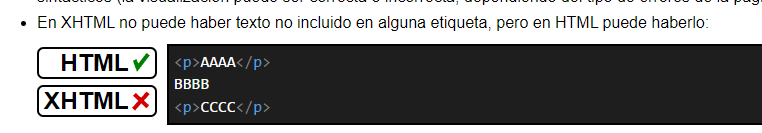 sintácticos (la visualización puede ser correcta o incorrecta, dependiendo del tipo de errores de la pág
• En XHTML no puede haber texto no incluido en alguna etiqueta, pero en HTML puede haberlo:
HTML✔
XHTML✘
<p>AAAA</p>
BBBB
<p>CCCC</p>